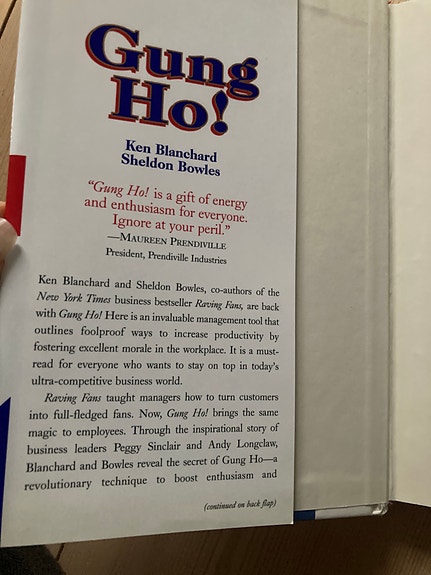 Gung
Ho!
Ken Blanchard
Sheldon Bowles
“Gung Ho! is a gift of energy
and enthusiasm for everyone.
Ignore at your peril.”
—Maureen Prendiville
President, Prendiville Industries
Ken Blanchard and Sheldon Bowles, co-authors of the
New York Times business bestseller Raving Fans, are back
with Gung Ho! Here is an invaluable management tool that
outlines foolproof ways to increase productivity by
fostering excellent morale in the workplace. It is a must-
read for everyone who wants to stay on top in today’s
ultra-competitive business world.
Raving Fans taught managers how to turn customers
into full-fledged fans. Now, Gung Ho! brings the same
magic to employees. Through the inspirational story of
business leaders Peggy Sinclair and Andy Longclaw,
Blanchard and Bowles reveal the secret of Gung Ho—a
revolutionary technique to boost enthusiasm and
(continued on back flap)